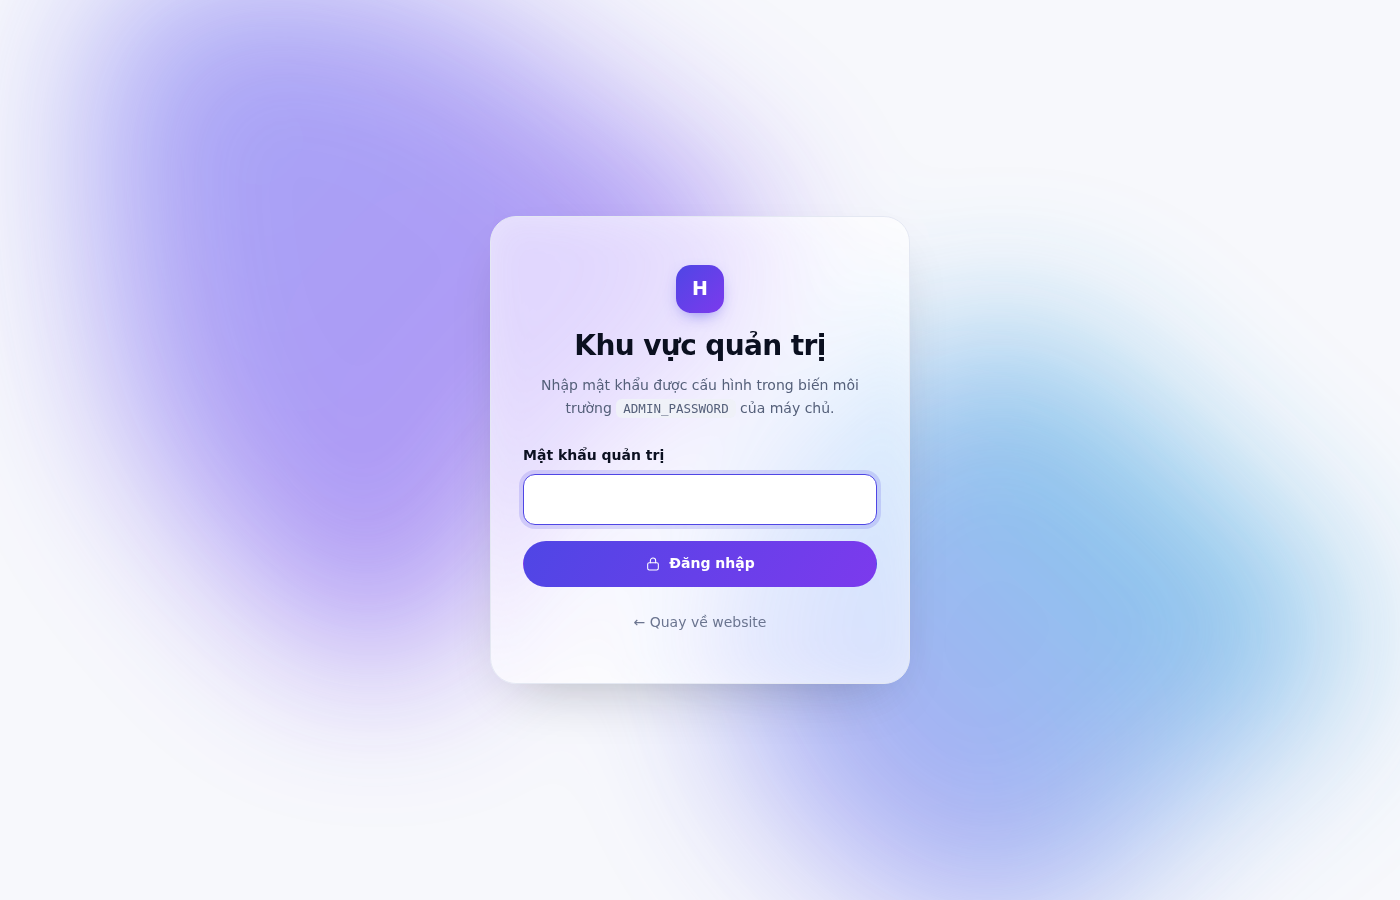 H
Khu vực quản trị
Nhập mật khẩu được cấu hình trong biến môi
trường ADMIN_PASSWORD của máy chủ.
Mật khẩu quản trị
Đăng nhập
← Quay về website